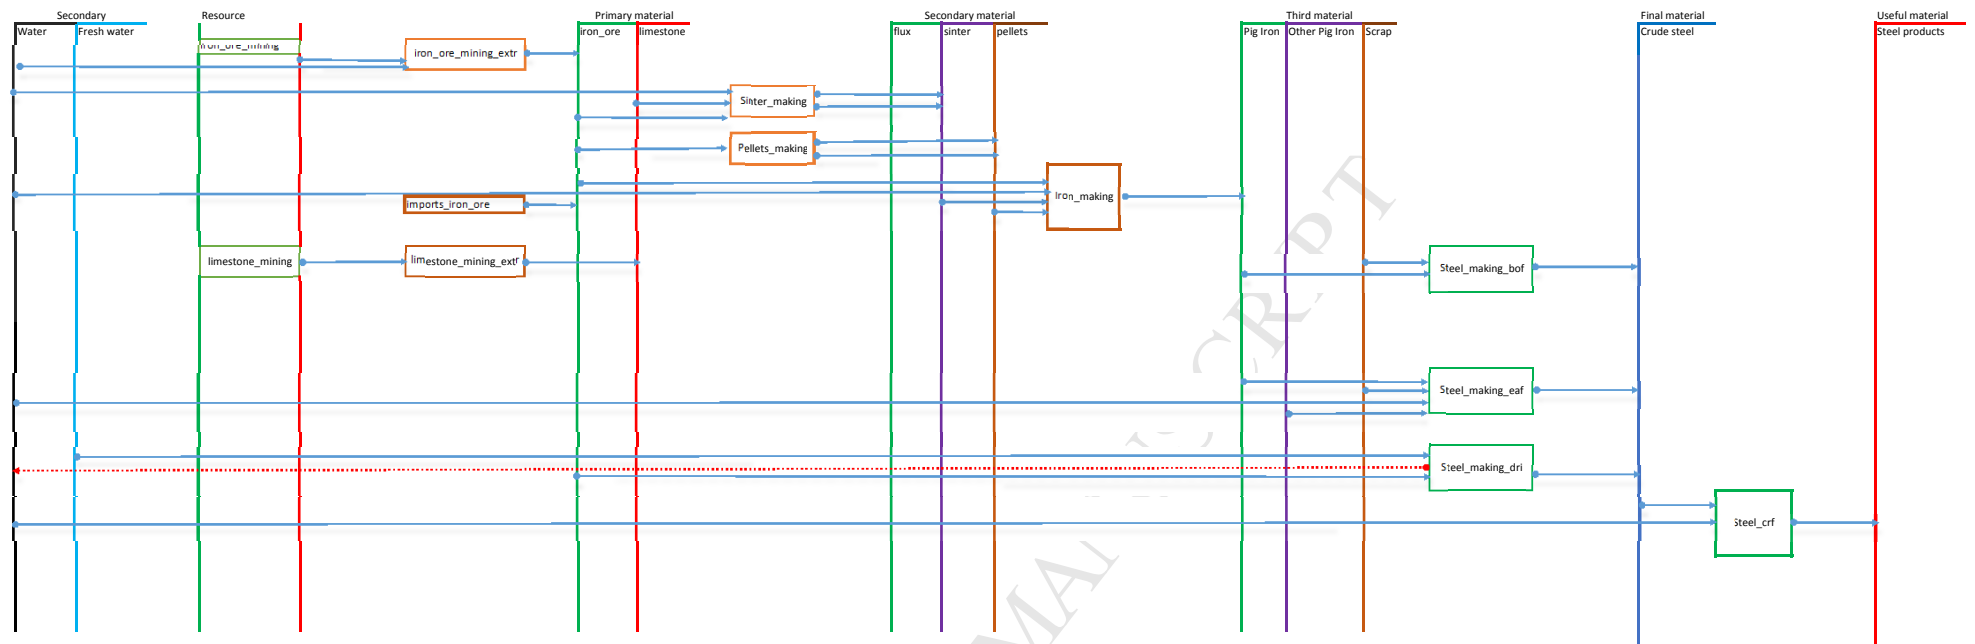 Secondary
Resource
Primary material
Secondary material
Third material
Final material
Useful material
Water
Fresh water
iron_ore
limestone
flux
sinter
pellets
Pig Iron
Other Pig Iron
Scrap
Crude steel
Steel products
iron_ore_mining
iron_ore_mining_extr
Sinter_making
Pellets_making
imports_iron_ore
Iron_making
limestone_mining
limestone_mining_extr
Steel_making_bof
Steel_making_eaf
Steel_making_dri
Steel_crf